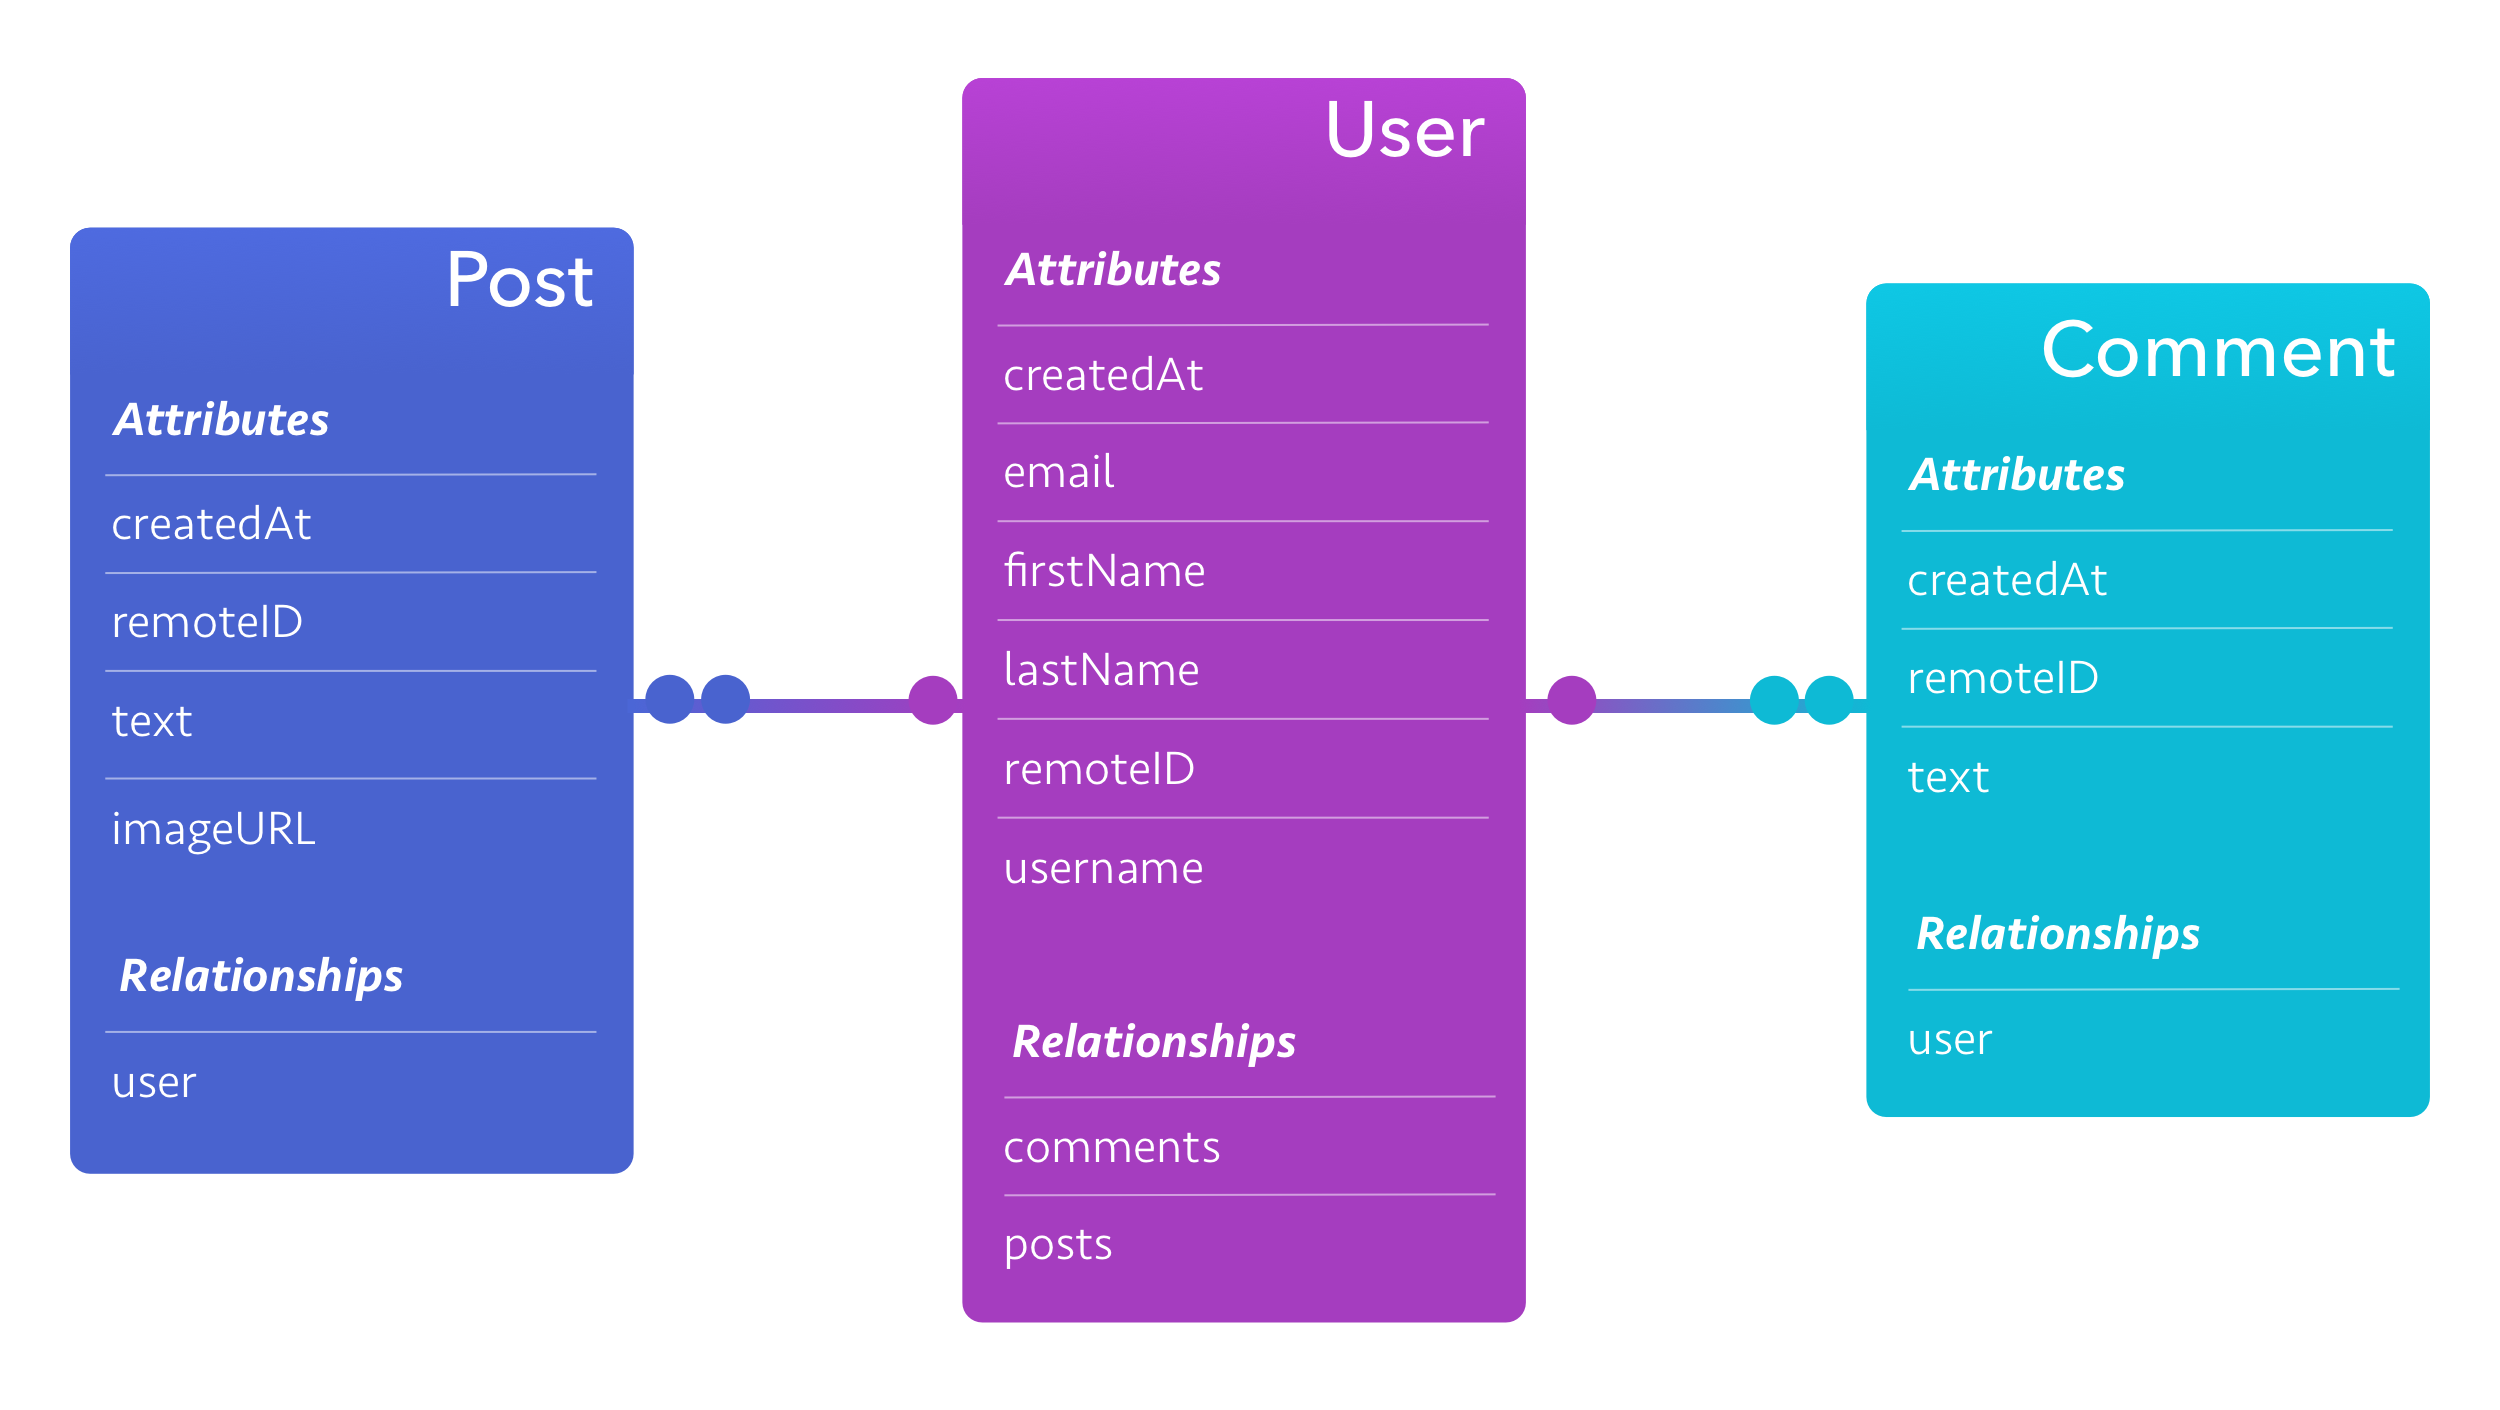 Post
Attributes
createdAt
remoteID
text
imageURL
Relationships
user
User
Attributes
createdAt
email
firstName
lastName
remoteID
username
Relationships
comments
posts
Comment
Attributes
createdAt
remoteID
text
Relationships
user